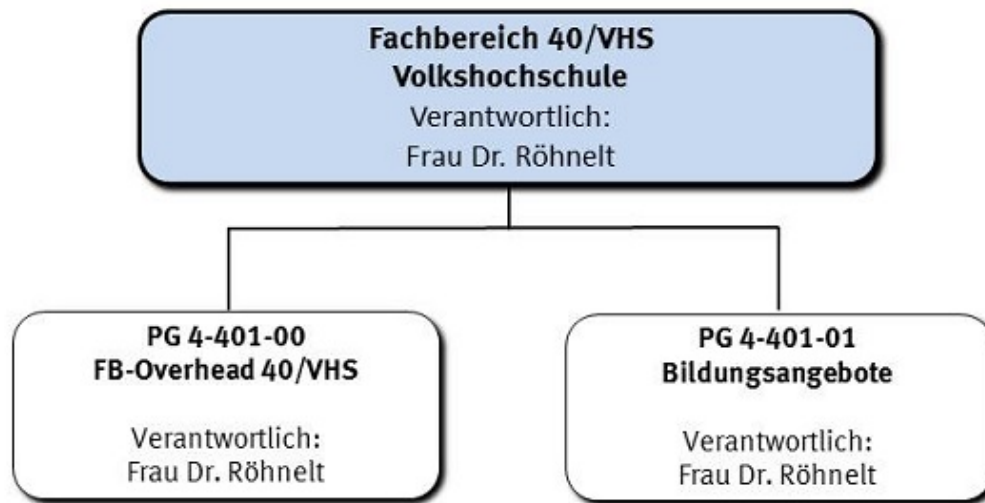 Fachbereich 40/VHS
Volkshochschule
Verantwortlich:
Frau Dr. Röhnelt
PG 4-401-00
FB-Overhead 40/VHS
Verantwortlich:
Frau Dr. Röhnelt
PG 4-401-01
Bildungsangebote
Verantwortlich:
Frau Dr. Röhnelt